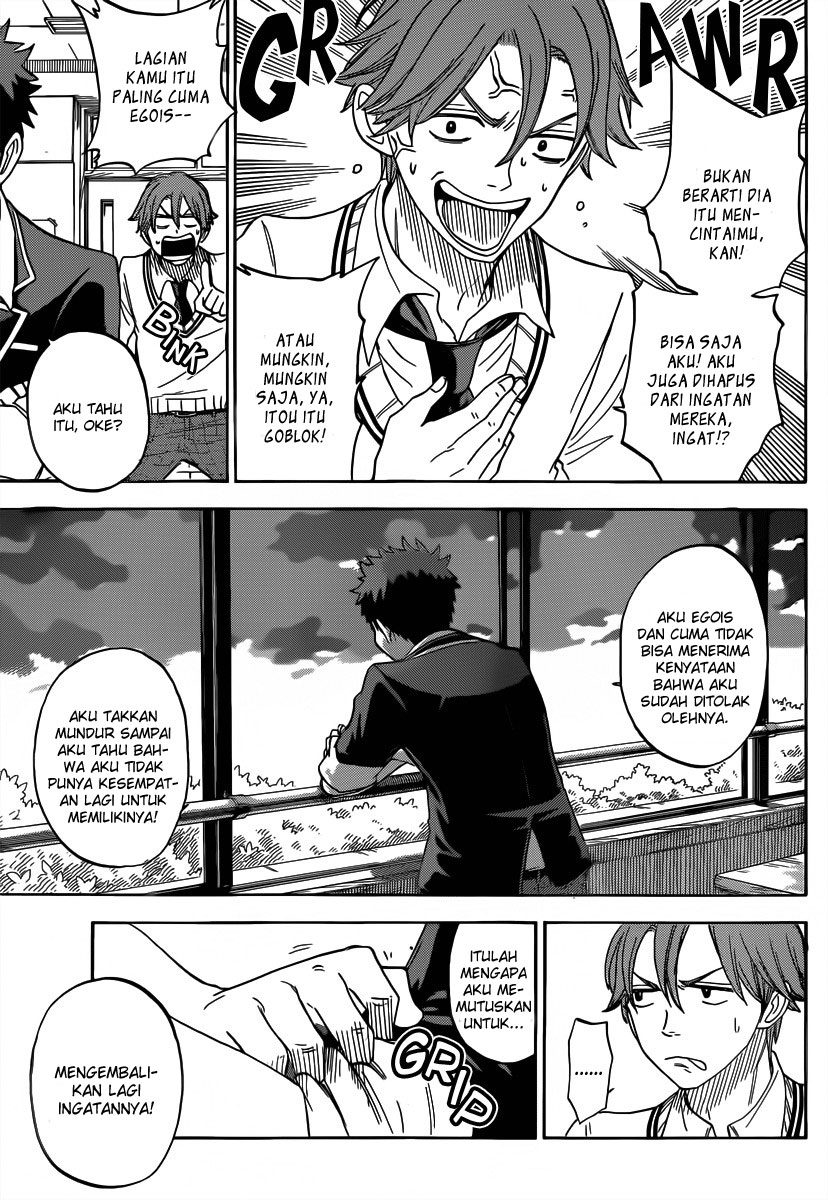 GR
AWR
BUKAN
BERARTI DIA
ITU MEN-
CINTAIMU,
KAN!
BISA SAJA
AKU! AKU
JUGA DIHAPUS
DARI INGATAN
MEREKA,
INGAT!?
ATAU
MUNGKIN,
MUNGKIN
SAJA, YA,
ITOU ITU
GOBLOK!
LAGIAN
KAMU ITU
PALING CUMA
EGOIS--
BINK
AKU TAHU
ITU, OKE?
AKU EGOIS
DAN CUMA TIDAK
BISA MENERIMA
KENYATAAN
BAHWA AKU
SUDAH DITOLAK
OLEHNYA.
AKU TAKKAN
MUNDUR SAMPAI
AKU TAHU BAH-
WA AKU TIDAK
PUNYA KESEMPAT-
AN LAGI UNTUK
MEMILIKINYA!
......
ITULAH
MENGAPA
AKU ME-
MUTUSKAN
UNTUK...
GRIP
MENGEMBALI-
KAN LAGI
INGATANNYA!